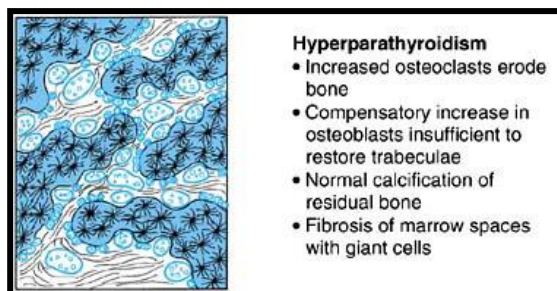 Hyperparathyroidism
• Increased osteoclasts erode
bone
• Compensatory increase in
osteoblasts insufficient to
restore trabeculae
• Normal calcification of
residual bone
• Fibrosis of marrow spaces
with giant cells